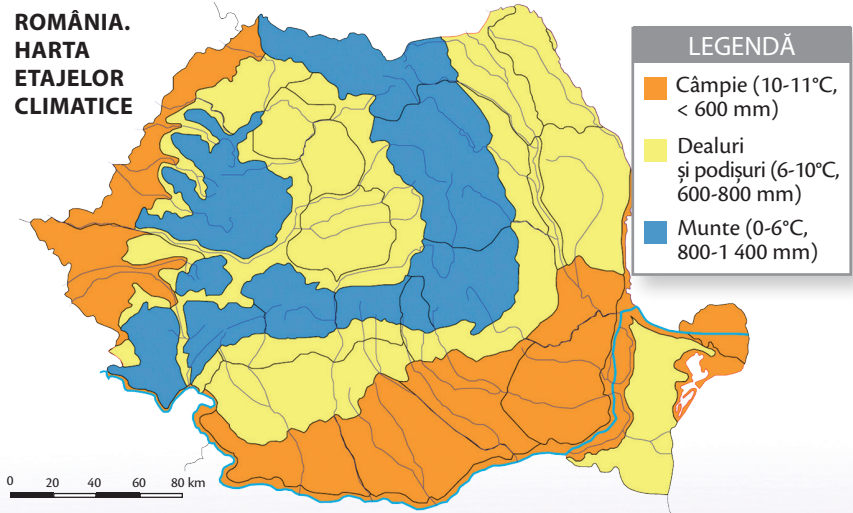 ROMÂNIA.
HARTA
ETAJELOR
CLIMATICE
LEGENDĂ
Câmpie (10-11°C,
< 600 mm)
Dealuri
și podișuri (6-10°C,
600-800 mm)
Munte (0-6°C,
800-1 400 mm)
0 20 40 60 80 km